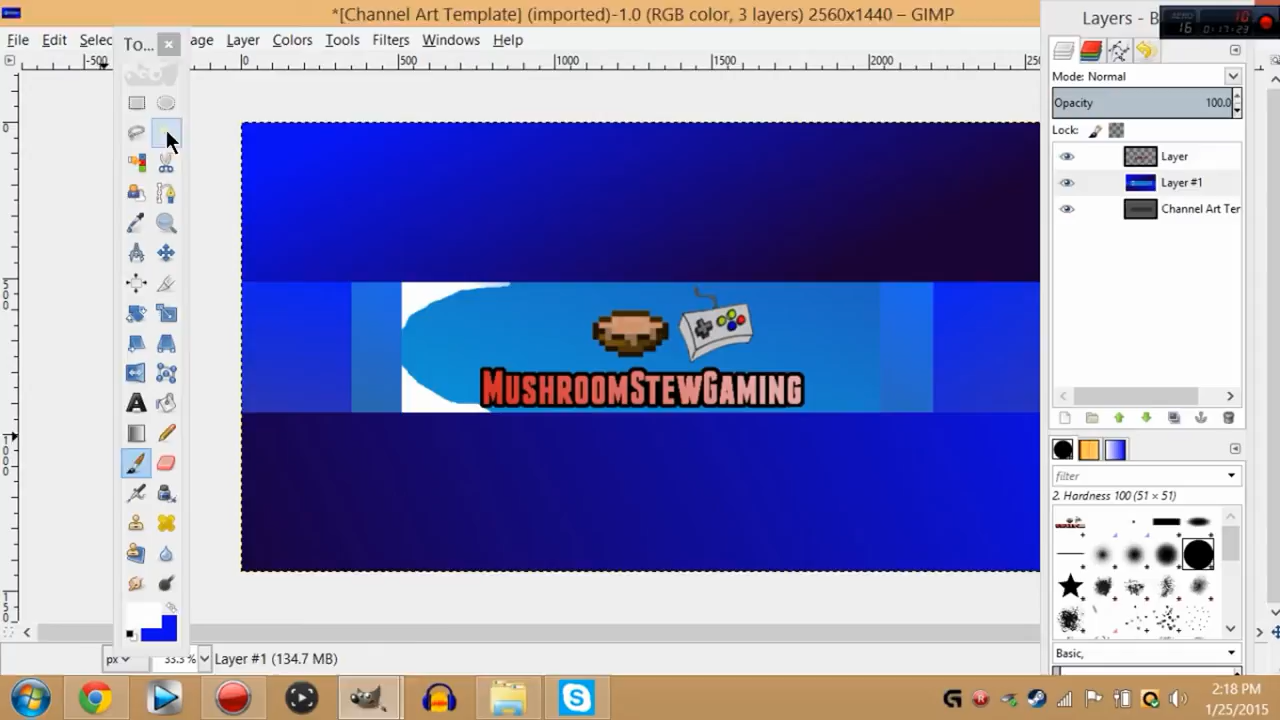 *[Channel Art Template] (imported)-1.0 (RGB color, 3 layers) 2560x1440 – GIMP
Layers - B
File Edit Selec To... age Layer Colors Tools Filters Windows Help
-500 0 500 1000 1500 2000 250
16 10
Mode: Normal
Opacity 100.0
Lock:
Layer
Layer #1
Channel Art Ter
MushroomStewGaming
filter
2. Hardness 100 (51 × 51)
Basic,
px 33.3 % Layer #1 (134.7 MB)
2:18 PM
1/25/2015